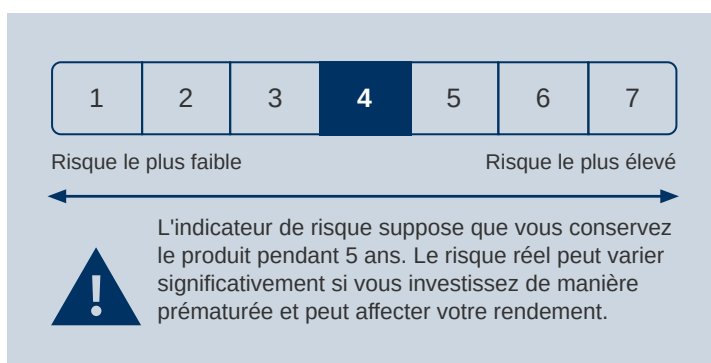 1 2 3 4 5 6 7
Risque le plus faible Risque le plus élevé
L'indicateur de risque suppose que vous conservez
le produit pendant 5 ans. Le risque réel peut varier
significativement si vous investissez de manière
prématurée et peut affecter votre rendement.
!